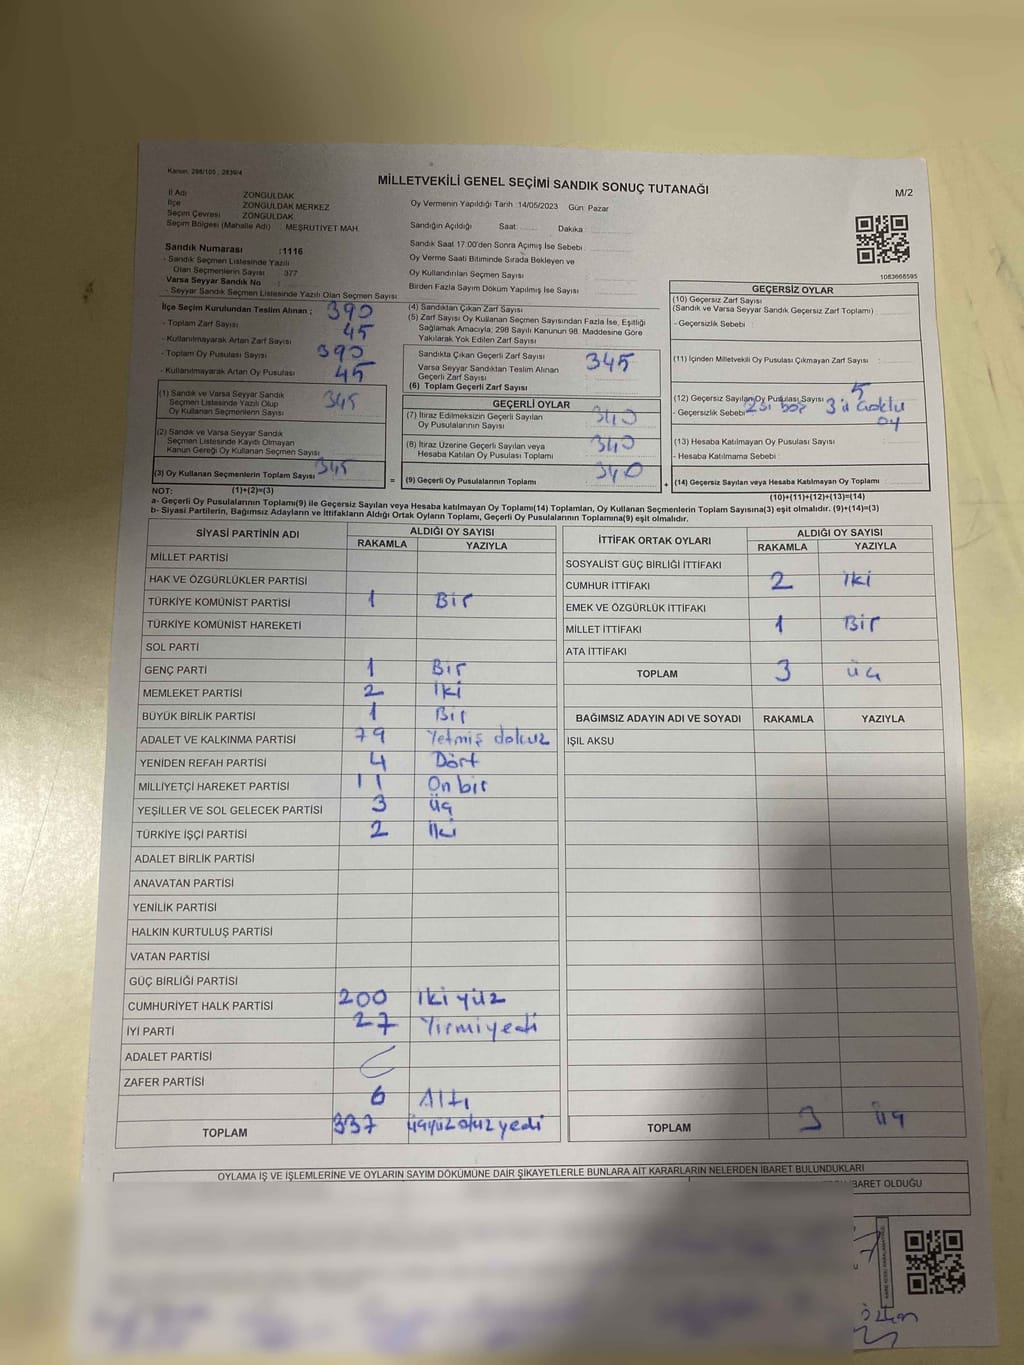 Kanun: 298/105 ; 2839/4
MİLLETVEKİLİ GENEL SEÇİMİ SANDIK SONUÇ TUTANAĞI
M/2
İl Adı ZONGULDAK
İlçe ZONGULDAK MERKEZ
Seçim Çevresi ZONGULDAK
Seçim Bölgesi (Mahalle Adı) MEŞRUTİYET MAH.
Sandık Numarası :1116
- Sandık Seçmen Listesinde Yazılı
Olan Seçmenlerin Sayısı 377
Varsa Seyyar Sandık No :
- Seyyar Sandık Seçmen Listesinde Yazılı Olan Seçmen Sayısı
İlçe Seçim Kurulundan Teslim Alınan ;
- Toplam Zarf Sayısı 390
- Kullanılmayarak Artan Zarf Sayısı 45
- Toplam Oy Pusulası Sayısı 390
- Kullanılmayarak Artan Oy Pusulası 45
(1) Sandık ve Varsa Seyyar Sandık
Seçmen Listesinde Yazılı Olup
Oy Kullanan Seçmenlerin Sayısı 345
(2) Sandık ve Varsa Seyyar Sandık
Seçmen Listesinde Kayıtlı Olmayan
Kanun Gereği Oy Kullanan Seçmen Sayısı
(3) Oy Kullanan Seçmenlerin Toplam Sayısı 345
Oy Vermenin Yapıldığı Tarih :14/05/2023 Gün: Pazar
Sandığın Açıldığı Saat Dakika
Sandık Saat 17:00'den Sonra Açımış İse Sebebi :
Oy Verme Saati Bitiminde Sırada Bekleyen ve
Oy Kullandırılan Seçmen Sayısı
Birden Fazla Sayım Döküm Yapılmış İse Sayısı :
(4) Sandıktan Çıkan Zarf Sayısı
(5) Zarf Sayısı Oy Kullanan Seçmen Sayısından Fazla İse, Eşitliği
Sağlamak Amacıyla; 298 Sayılı Kanunun 98. Maddesine Göre
Yakılarak Yok Edilen Zarf Sayısı
Sandıkta Çıkan Geçerli Zarf Sayısı 345
Varsa Seyyar Sandıktan Teslim Alınan
Geçerli Zarf Sayısı
(6) Toplam Geçerli Zarf Sayısı
GEÇERLİ OYLAR
(7) İtiraz Edilmeksizin Geçerli Sayılan
Oy Pusulalarının Sayısı 340
(8) İtiraz Üzerine Geçerli Sayılan veya
Hesaba Katılan Oy Pusulası Toplamı 340
= (9) Geçerli Oy Pusulalarının Toplamı 340
1083668595
GEÇERSİZ OYLAR
(10) Geçersiz Zarf Sayısı
(Sandık ve Varsa Seyyar Sandık Geçersiz Zarf Toplamı)
- Geçersizlik Sebebi :
(11) İçinden Milletvekili Oy Pusulası Çıkmayan Zarf Sayısı :
(12) Geçersiz Sayılan Oy Pusulası Sayısı 5
- Geçersizlik Sebebi 2si boş 3'ü Çoklu
oy
(13) Hesaba Katılmayan Oy Pusulası Sayısı :
- Hesaba Katılmama Sebebi :
+ (14) Geçersiz Sayılan veya Hesaba Katılmayan Oy Toplamı
NOT: (1)+(2)=(3)
(10)+(11)+(12)+(13)=(14)
a- Geçerli Oy Pusulalarının Toplamı(9) ile Geçersiz Sayılan veya Hesaba katılmayan Oy Toplamı(14) Toplamları, Oy Kullanan Seçmenlerin Toplam Sayısına(3) eşit olmalıdır. (9)+(14)=(3)
b- Siyasi Partilerin, Bağımsız Adayların ve İttifakların Aldığı Oyların Toplamı, Geçerli Oy Pusulalarının Toplamına(9) eşit olmalıdır.
SİYASİ PARTİNİN ADI ALDIĞI OY SAYISI
RAKAMLA YAZIYLA
MİLLET PARTİSİ
HAK VE ÖZGÜRLÜKLER PARTİSİ
TÜRKİYE KOMÜNİST PARTİSİ 1 Bir
TÜRKİYE KOMÜNİST HAREKETİ
SOL PARTİ
GENÇ PARTİ 1 Bir
MEMLEKET PARTİSİ 2 İki
BÜYÜK BİRLİK PARTİSİ 1 Bir
ADALET VE KALKINMA PARTİSİ 79 Yetmiş dokuz
YENİDEN REFAH PARTİSİ 4 Dört
MİLLİYETÇİ HAREKET PARTİSİ 11 On bir
YEŞİLLER VE SOL GELECEK PARTİSİ 3 Üç
TÜRKİYE İŞÇİ PARTİSİ 2 İki
ADALET BİRLİK PARTİSİ
ANAVATAN PARTİSİ
YENİLİK PARTİSİ
HALKIN KURTULUŞ PARTİSİ
VATAN PARTİSİ
GÜÇ BİRLİĞİ PARTİSİ
CUMHURİYET HALK PARTİSİ 200 İki yüz
İYİ PARTİ 27 Yirmi yedi
ADALET PARTİSİ
ZAFER PARTİSİ
6 Altı
TOPLAM 337 üçyüz otuz yedi
İTTİFAK ORTAK OYLARI ALDIĞI OY SAYISI
RAKAMLA YAZIYLA
SOSYALİST GÜÇ BİRLİĞİ İTTİFAKI
CUMHUR İTTİFAKI 2 İki
EMEK VE ÖZGÜRLÜK İTTİFAKI
MİLLET İTTİFAKI 1 Bir
ATA İTTİFAKI
TOPLAM 3 üç
BAĞIMSIZ ADAYIN ADI VE SOYADI RAKAMLA YAZIYLA
IŞIL AKSU
TOPLAM 3 üç
OYLAMA İŞ VE İŞLEMLERİNE VE OYLARIN SAYIM DÖKÜMÜNE DAİR ŞİKAYETLERLE BUNLARA AİT KARARLARIN NELERDEN İBARET BULUNDUKLARI
İBARET OLDUĞU